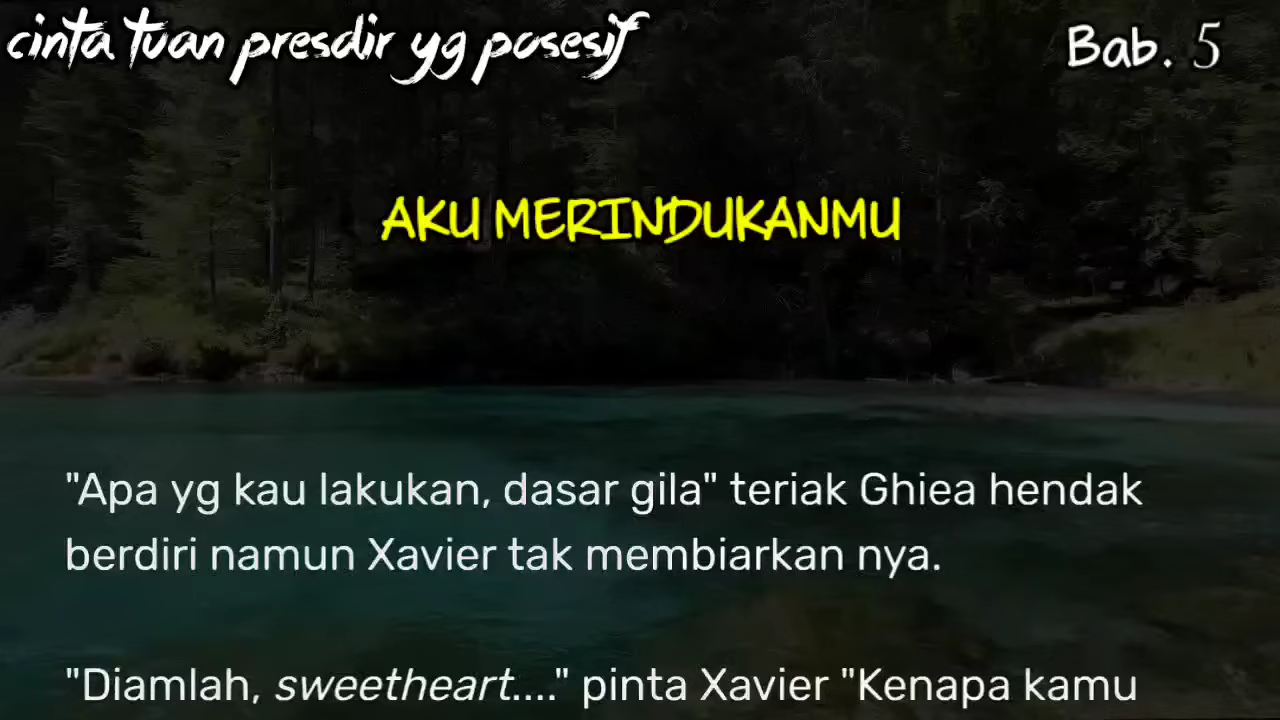 cinta tuan presdir yg posesif
Bab. 5
AKU MERINDUKANMU
"Apa yg kau lakukan, dasar gila" teriak Ghiea hendak
berdiri namun Xavier tak membiarkan nya.
"Diamlah, sweetheart...." pinta Xavier "Kenapa kamu